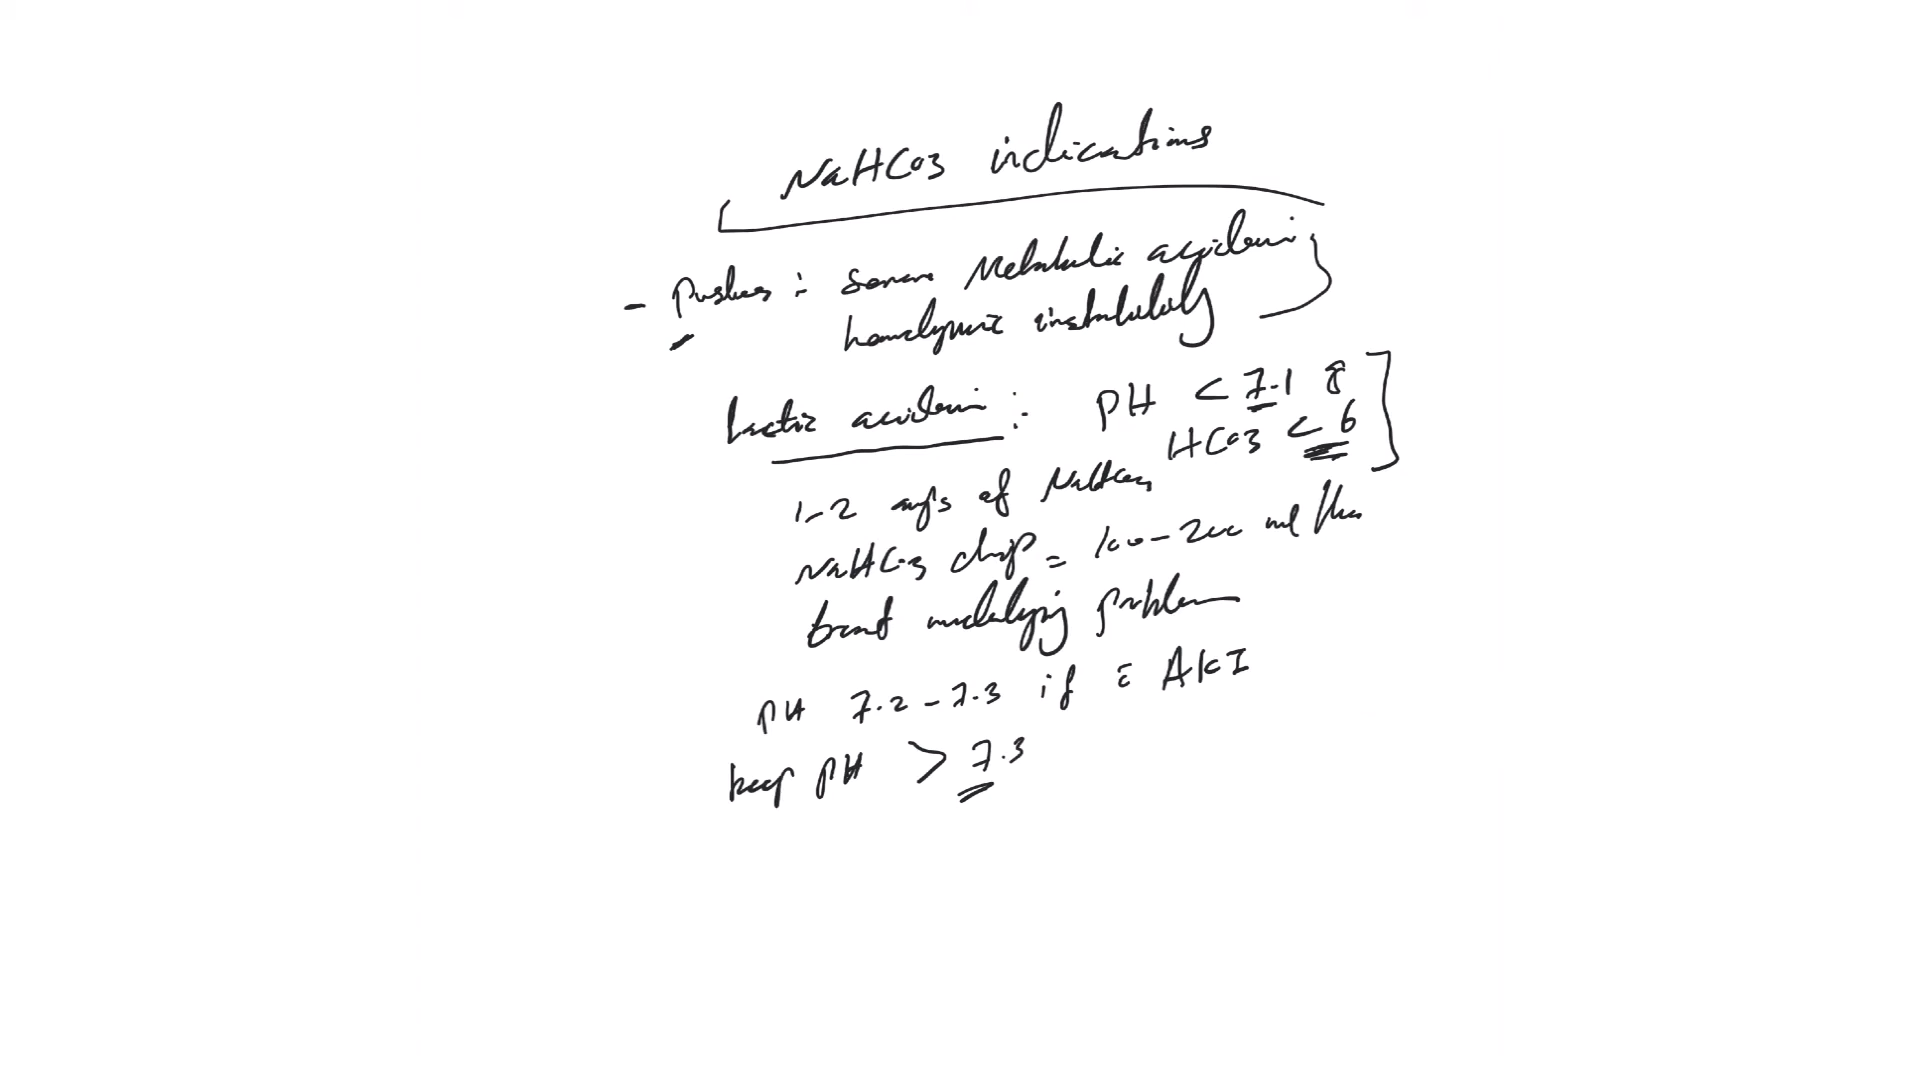 NaHCo3 indications
- pushes : severe Metabolic acidemia
hemodynamic instability
lactic acidemia : PH < 7.1 &
HCo3 < 6
1-2 amps of NaHCo3
NaHCo3 drip = 100-200 ml/hr
treat underlying problem
pH 7.2 - 7.3 if c̄ AKI
keep pH > 7.3